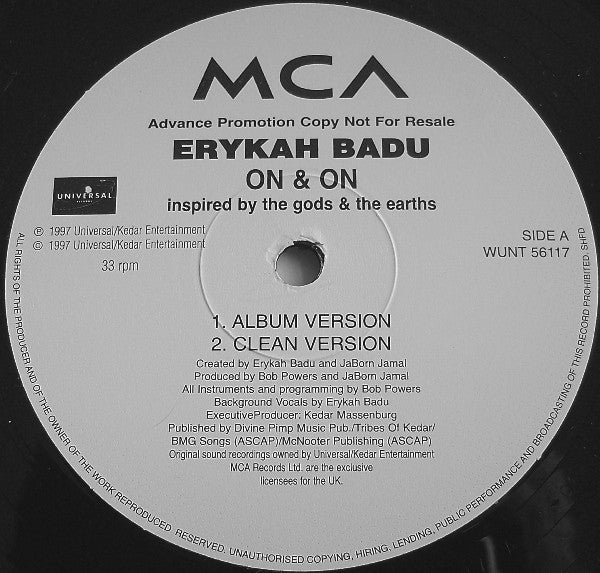 MCA
Advance Promotion Copy Not For Resale
ERYKAH BADU
ON & ON
inspired by the gods & the earths
UNIVERSAL
RECORDS
℗ 1997 Universal/Kedar Entertainment
© 1997 Universal/Kedar Entertainment
33 rpm
SIDE A
WUNT 56117
1. ALBUM VERSION
2. CLEAN VERSION
Created by Erykah Badu and JaBorn Jamal
Produced by Bob Powers and JaBorn Jamal
All Instruments and programming by Bob Powers
Background Vocals by Erykah Badu
ExecutiveProducer: Kedar Massenburg
Published by Divine Pimp Music Pub./Tribes Of Kedar/
BMG Songs (ASCAP)/McNooter Publishing (ASCAP)
Original sound recordings owned by Universal/Kedar Entertainment
MCA Records Ltd. are the exclusive
licensees for the UK.
ALL RIGHTS OF THE PRODUCER AND OF THE OWNER OF THE WORK REPRODUCED RESERVED. UNAUTHORISED COPYING, HIRING, LENDING, PUBLIC PERFORMANCE AND BROADCASTING OF THIS RECORD PROHIBITED. SHFD